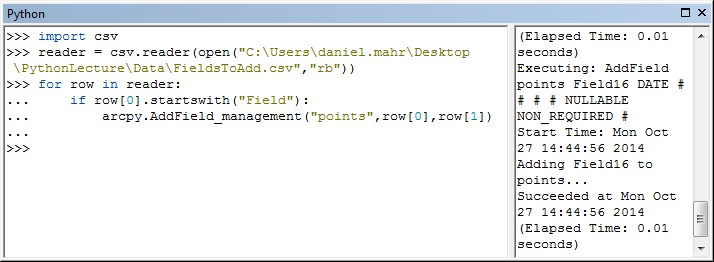 Python
>>> import csv
>>> reader = csv.reader(open("C:\Users\daniel.mahr\Desktop
\PythonLecture\Data\FieldsToAdd.csv","rb"))
>>> for row in reader:
...     if row[0].startswith("Field"):
...         arcpy.AddField_management("points",row[0],row[1])
...
>>>
(Elapsed Time: 0.01
seconds)
Executing: AddField
points Field16 DATE #
# # # # NULLABLE
NON_REQUIRED #
Start Time: Mon Oct
27 14:44:56 2014
Adding Field16 to
points...
Succeeded at Mon Oct
27 14:44:56 2014
(Elapsed Time: 0.01
seconds)